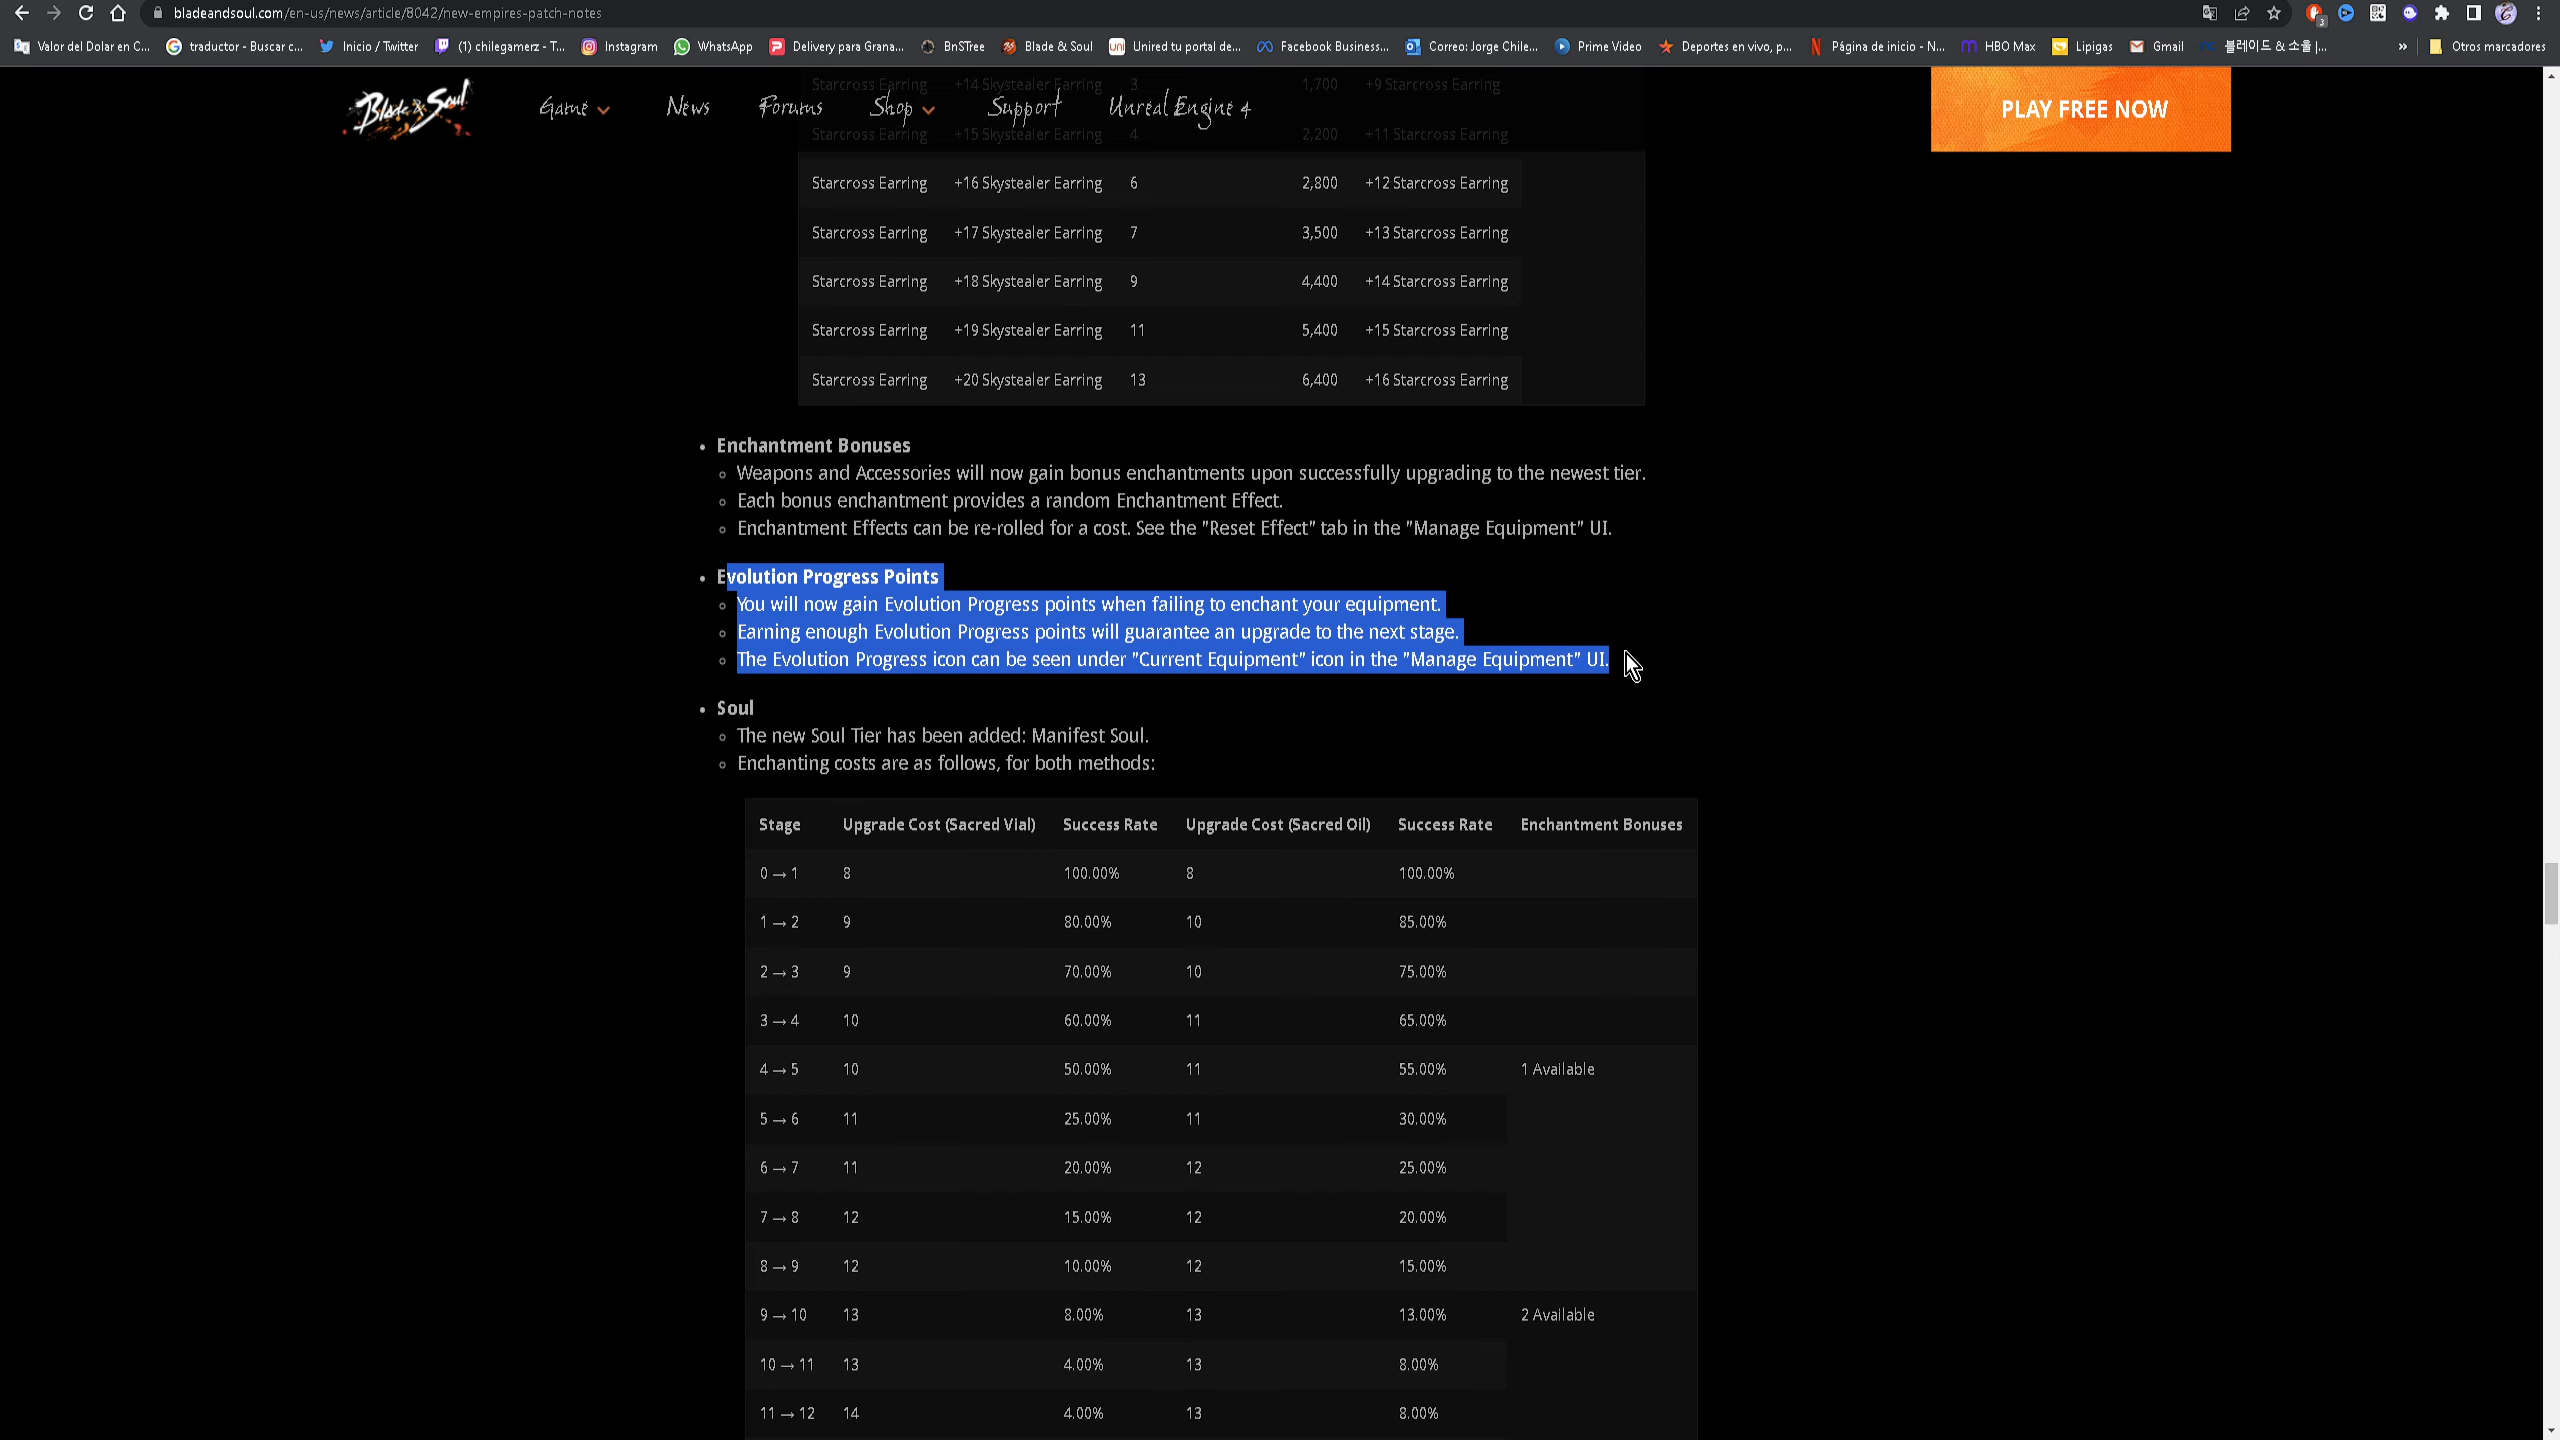 bladeandsoul.com/en-us/news/article/8042/new-empires-patch-notes
Valor del Dolar en C... traductor - Buscar c... Inicio / Twitter (1) chilegamerz - T... Instagram WhatsApp Delivery para Grana... BnSTree Blade & Soul Unired tu portal de... Facebook Business... Correo: Jorge Chile... Prime Video Deportes en vivo, p... Página de inicio - N... HBO Max Lipigas Gmail 블레이드 & 소울 |... » Otros marcadores
Starcross Earring +14 Skystealer Earring 3 1,700 +9 Starcross Earring
Blade & Soul Game News Forums Shop Support Unreal Engine 4 PLAY FREE NOW
Starcross Earring +15 Skystealer Earring 4 2,200 +11 Starcross Earring
Starcross Earring +16 Skystealer Earring 6 2,800 +12 Starcross Earring
Starcross Earring +17 Skystealer Earring 7 3,500 +13 Starcross Earring
Starcross Earring +18 Skystealer Earring 9 4,400 +14 Starcross Earring
Starcross Earring +19 Skystealer Earring 11 5,400 +15 Starcross Earring
Starcross Earring +20 Skystealer Earring 13 6,400 +16 Starcross Earring
• Enchantment Bonuses
Weapons and Accessories will now gain bonus enchantments upon successfully upgrading to the newest tier.
Each bonus enchantment provides a random Enchantment Effect.
Enchantment Effects can be re-rolled for a cost. See the "Reset Effect" tab in the "Manage Equipment" UI.
• Evolution Progress Points
You will now gain Evolution Progress points when failing to enchant your equipment.
Earning enough Evolution Progress points will guarantee an upgrade to the next stage.
The Evolution Progress icon can be seen under "Current Equipment" icon in the "Manage Equipment" UI.
• Soul
The new Soul Tier has been added: Manifest Soul.
Enchanting costs are as follows, for both methods:
Stage Upgrade Cost (Sacred Vial) Success Rate Upgrade Cost (Sacred Oil) Success Rate Enchantment Bonuses
0 → 1 8 100.00% 8 100.00%
1 → 2 9 80.00% 10 85.00%
2 → 3 9 70.00% 10 75.00%
3 → 4 10 60.00% 11 65.00%
4 → 5 10 50.00% 11 55.00% 1 Available
5 → 6 11 25.00% 11 30.00%
6 → 7 11 20.00% 12 25.00%
7 → 8 12 15.00% 12 20.00%
8 → 9 12 10.00% 12 15.00%
9 → 10 13 8.00% 13 13.00% 2 Available
10 → 11 13 4.00% 13 8.00%
11 → 12 14 4.00% 13 8.00%